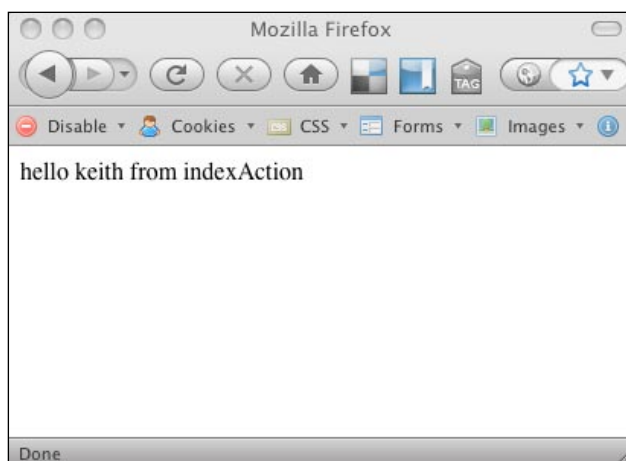 Mozilla Firefox
TAG
Disable Cookies CSS Forms Images
hello keith from indexAction
Done